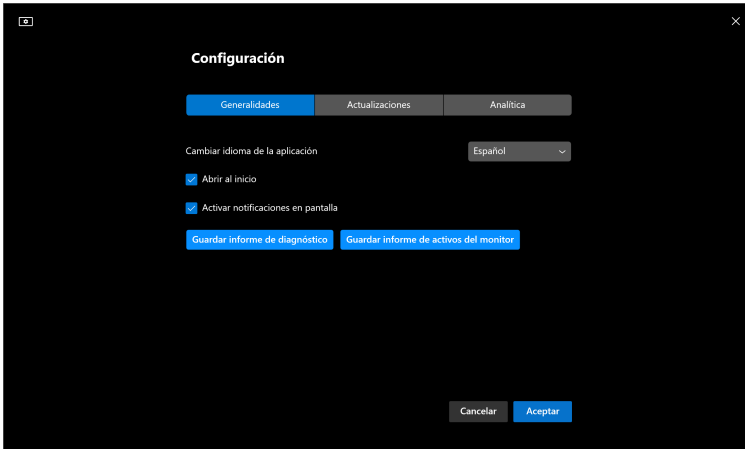 Configuración
Generalidades Actualizaciones Analítica
Cambiar idioma de la aplicación Español
Abrir al inicio
Activar notificaciones en pantalla
Guardar informe de diagnóstico Guardar informe de activos del monitor
Cancelar Aceptar